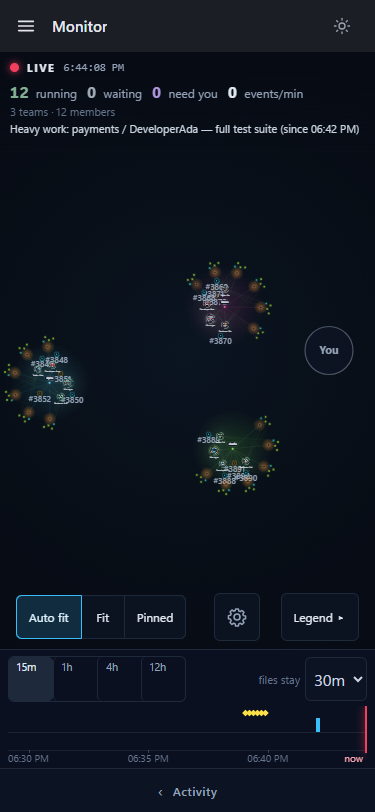 Monitor
LIVE 6:44:08 PM
12 running 0 waiting 0 need you 0 events/min
3 teams · 12 members
Heavy work: payments / DeveloperAda — full test suite (since 06:42 PM)
#3870
You
#3848
#3852
#3850
Auto fit
Fit
Pinned
Legend ▸
15m
1h
4h
12h
files stay
30m
06:30 PM
06:35 PM
06:40 PM
now
‹ Activity